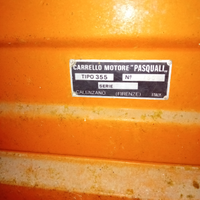 CARRELLO MOTORE "PASQUALI"
TIPO 355 N°
SERIE
CALENZANO (FIRENZE) ITALY